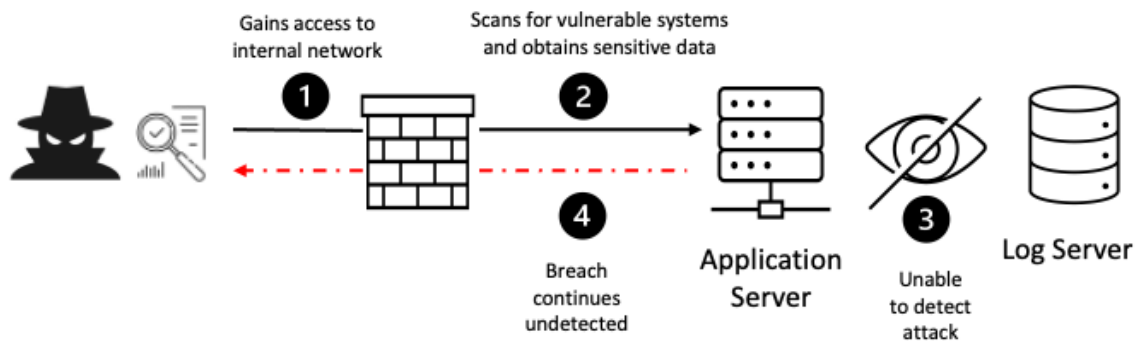 Gains access to
internal network
1
Scans for vulnerable systems
and obtains sensitive data
2
3
Unable
to detect
attack
4
Breach
continues
undetected
Application
Server
Log Server